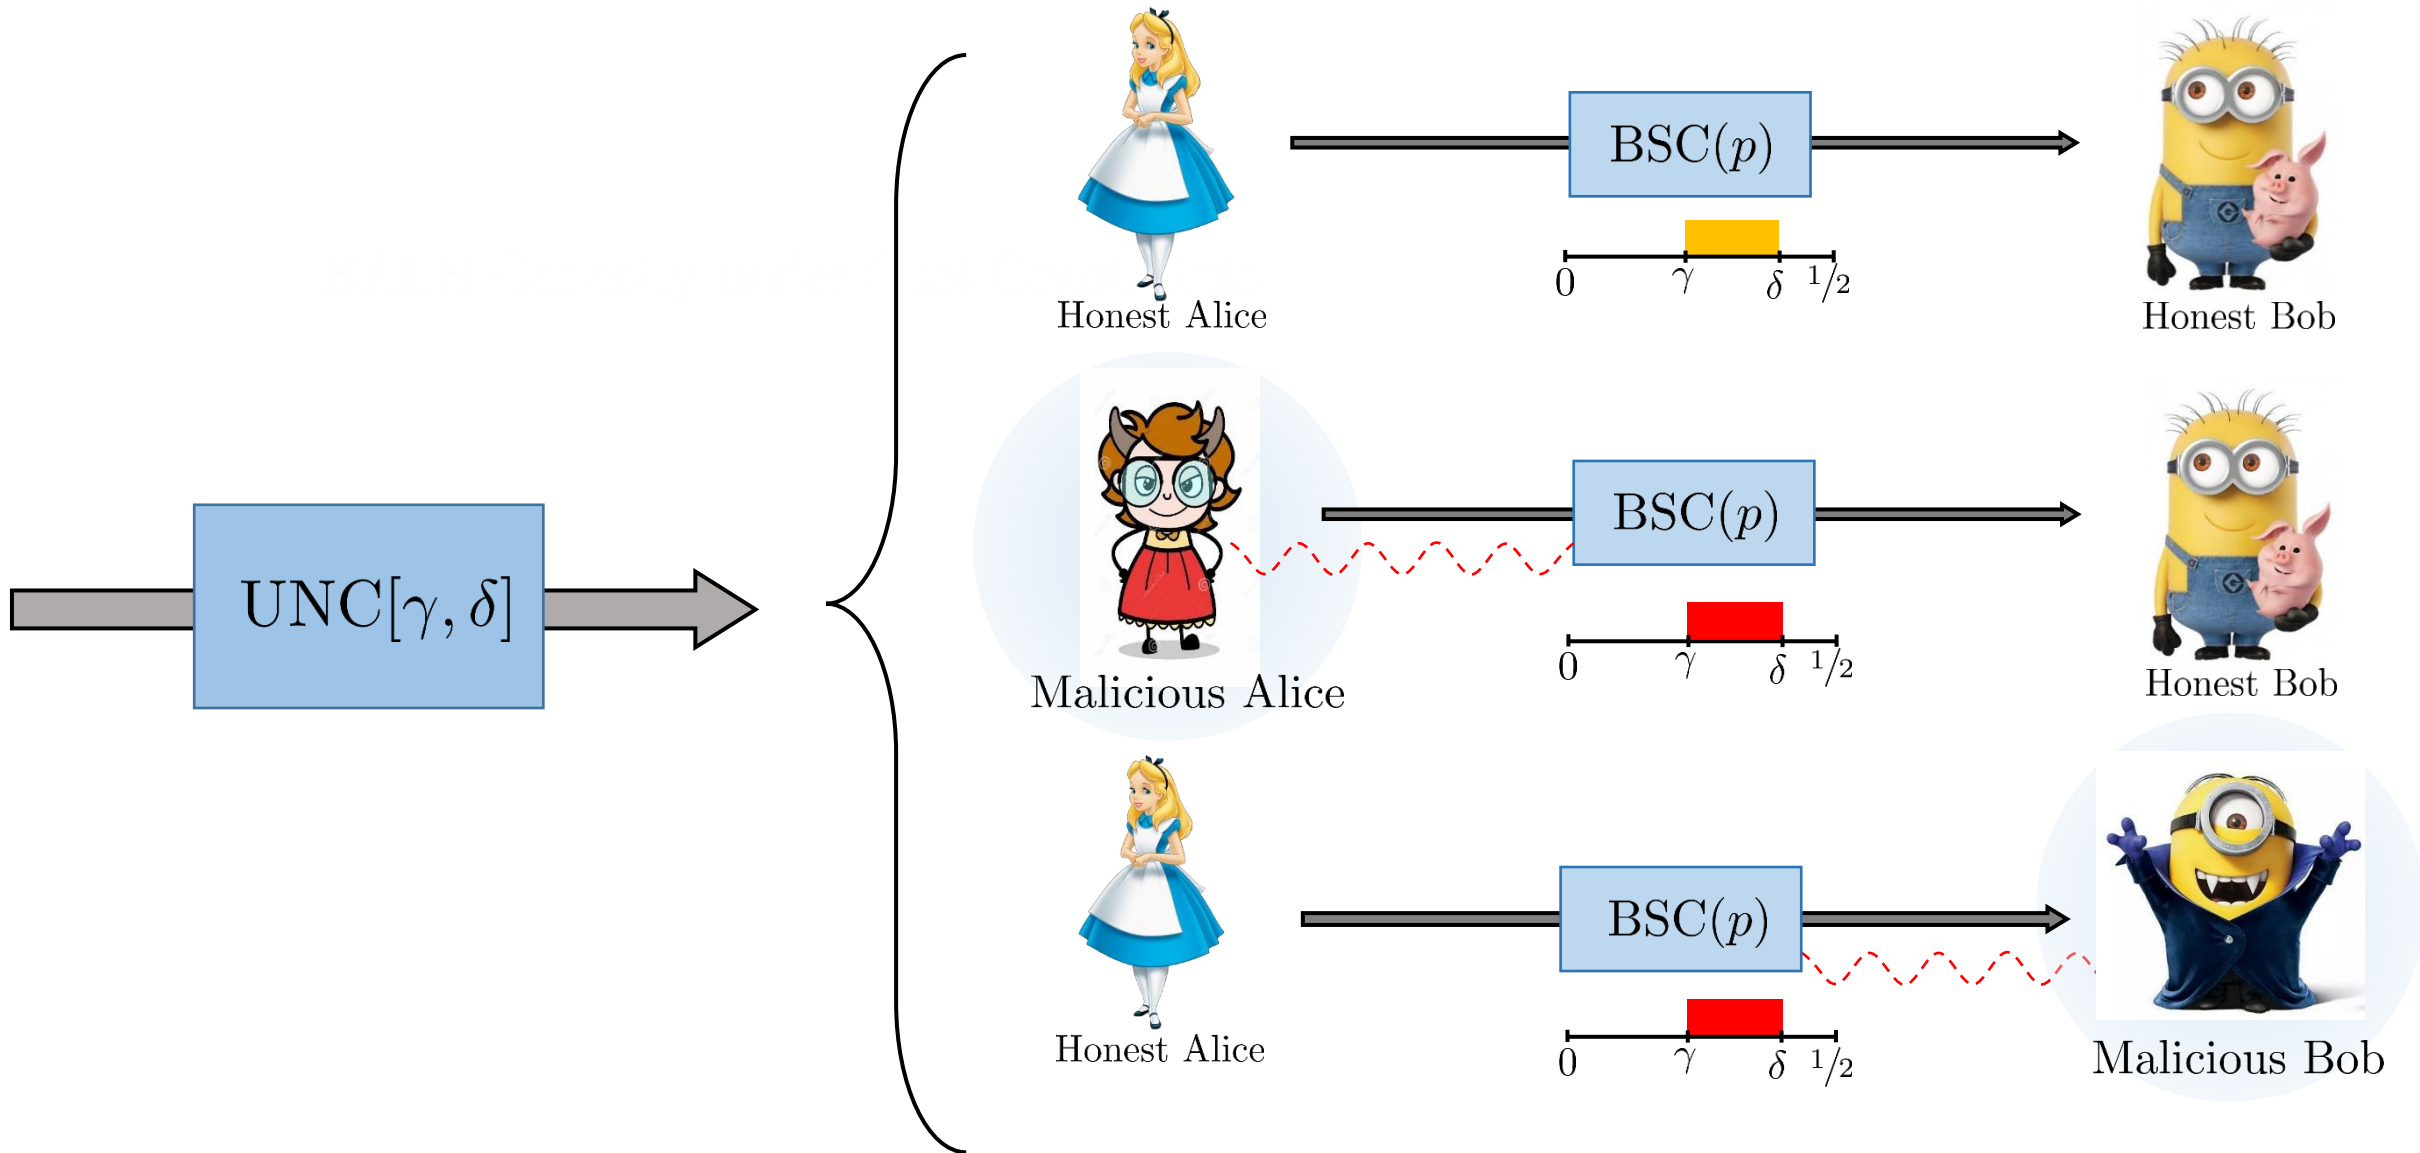 UNC[γ, δ]
BSC(p)
0 γ δ 1/2
Honest Alice
Honest Bob
BSC(p)
0 γ δ 1/2
Malicious Alice
Honest Bob
BSC(p)
0 γ δ 1/2
Honest Alice
Malicious Bob